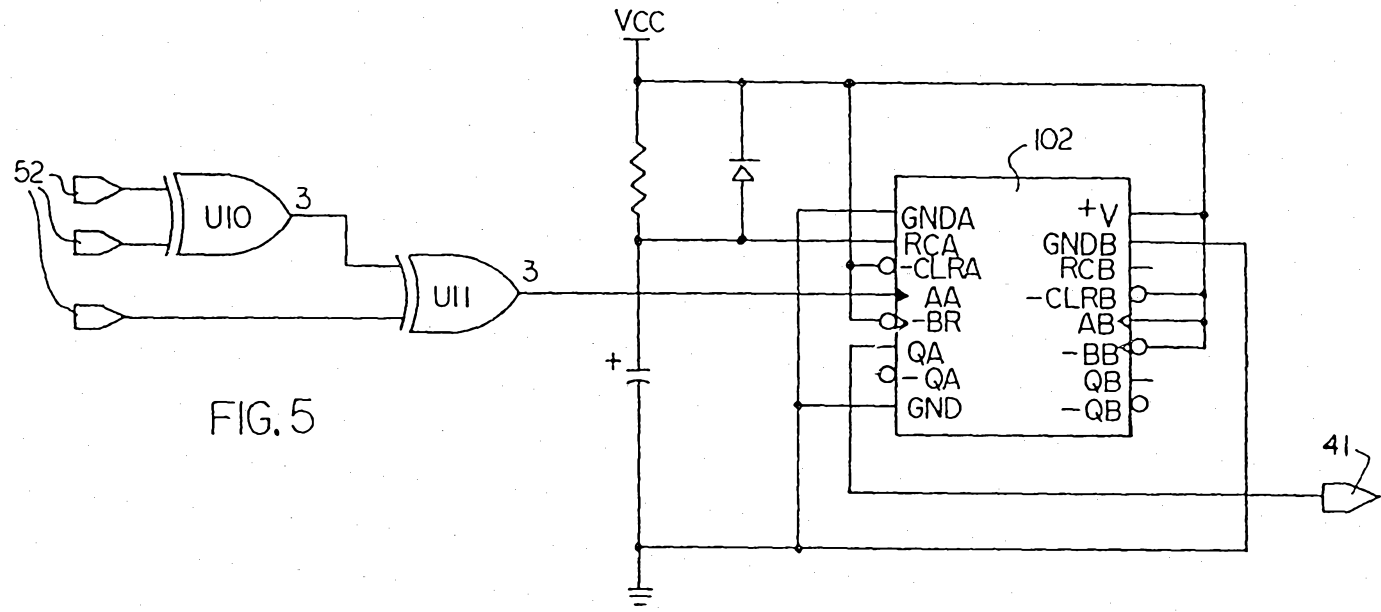 VCC
102
52
U10
3
U11
3
GNDA
RCA
-CLRA
AA
-BR
QA
-QA
GND
+V
GNDB
RCB
-CLRB
AB
-BB
QB
-QB
+
FIG. 5
41